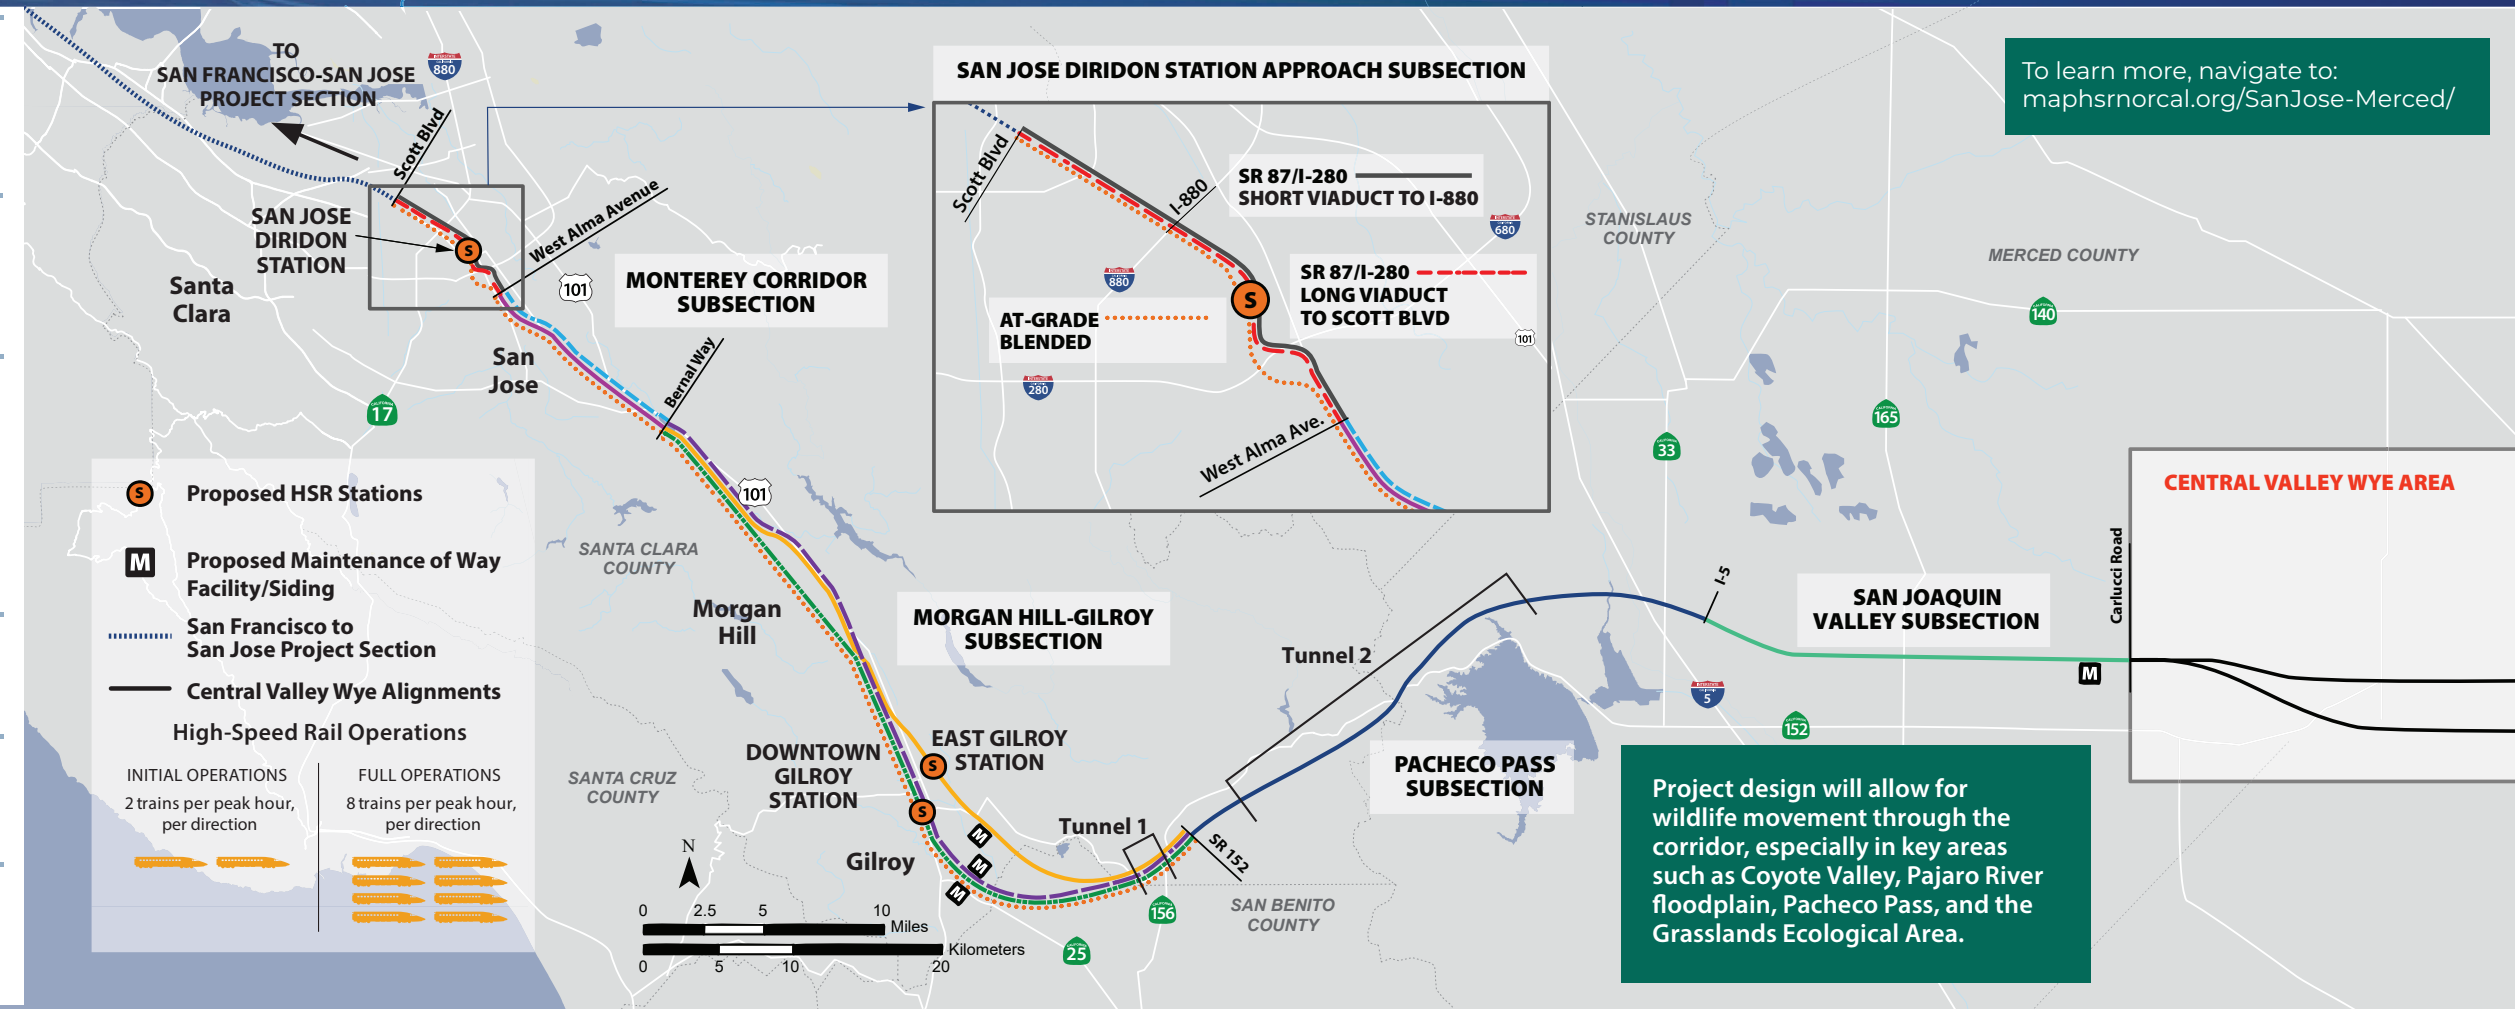 TO
SAN FRANCISCO-SAN JOSE
PROJECT SECTION
880
Scott Blvd
SAN JOSE
DIRIDON
STATION
S
West Alma Avenue
101
Santa
Clara
San
Jose
CALIFORNIA
17
MONTEREY CORRIDOR
SUBSECTION
Bernal Way
SAN JOSE DIRIDON STATION APPROACH SUBSECTION
Scott Blvd
I-880
SR 87/I-280
SHORT VIADUCT TO I-880
680
880
S
SR 87/I-280
LONG VIADUCT
TO SCOTT BLVD
AT-GRADE
BLENDED
101
280
West Alma Ave.
To learn more, navigate to:
maphsrnorcal.org/SanJose-Merced/
STANISLAUS
COUNTY
MERCED COUNTY
140
165
33
CENTRAL VALLEY WYE AREA
Carlucci Road
S
Proposed HSR Stations
M
Proposed Maintenance of Way
Facility/Siding
San Francisco to
San Jose Project Section
Central Valley Wye Alignments
High-Speed Rail Operations
INITIAL OPERATIONS
2 trains per peak hour,
per direction
FULL OPERATIONS
8 trains per peak hour,
per direction
101
SANTA CLARA
COUNTY
Morgan
Hill
MORGAN HILL-GILROY
SUBSECTION
DOWNTOWN
GILROY
STATION
S
EAST GILROY
STATION
S
SANTA CRUZ
COUNTY
Gilroy
M
M
M
Tunnel 1
SR 152
156
25
SAN BENITO
COUNTY
Tunnel 2
PACHECO PASS
SUBSECTION
I-5
5
152
SAN JOAQUIN
VALLEY SUBSECTION
M
Project design will allow for
wildlife movement through the
corridor, especially in key areas
such as Coyote Valley, Pajaro River
floodplain, Pacheco Pass, and the
Grasslands Ecological Area.
N
0 2.5 5 10
Miles
Kilometers
0 5 10 20